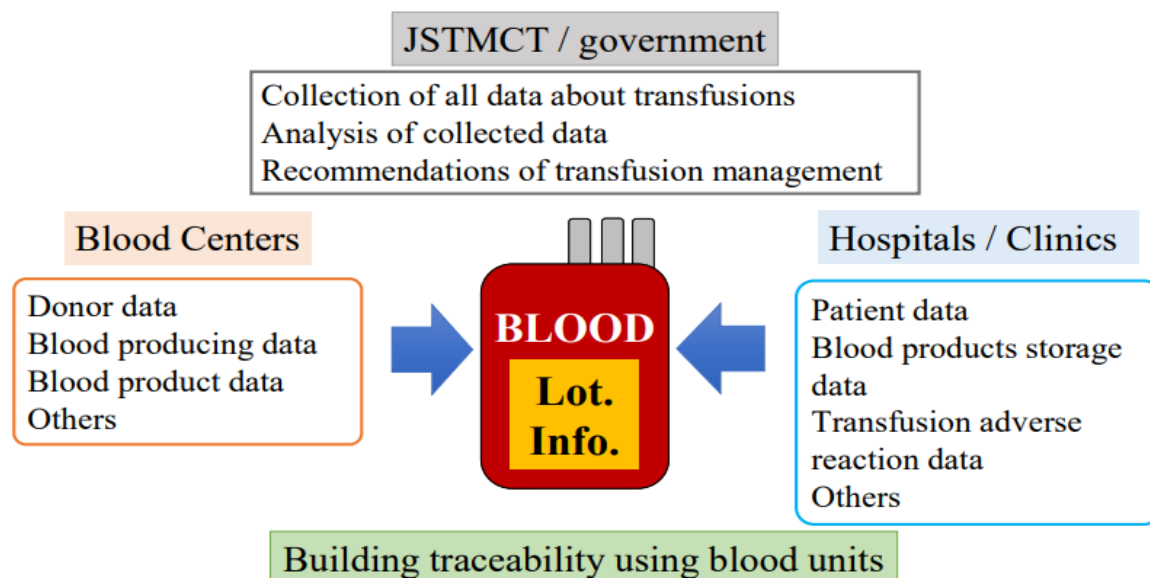 JSTMCT / government
Collection of all data about transfusions
Analysis of collected data
Recommendations of transfusion management
Blood Centers
Donor data
Blood producing data
Blood product data
Others
BLOOD
Lot.
Info.
Hospitals / Clinics
Patient data
Blood products storage
data
Transfusion adverse
reaction data
Others
Building traceability using blood units